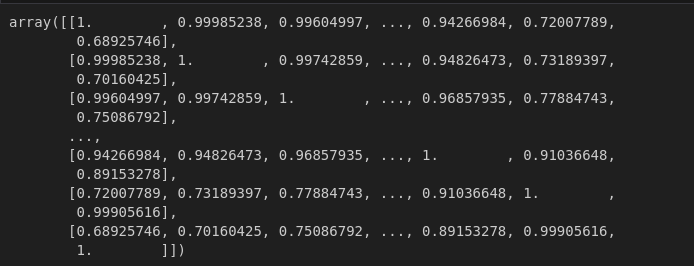 array([[1.        , 0.99985238, 0.99604997, ..., 0.94266984, 0.72007789,
        0.68925746],
       [0.99985238, 1.        , 0.99742859, ..., 0.94826473, 0.73189397,
        0.70160425],
       [0.99604997, 0.99742859, 1.        , ..., 0.96857935, 0.77884743,
        0.75086792],
       ...,
       [0.94266984, 0.94826473, 0.96857935, ..., 1.        , 0.91036648,
        0.89153278],
       [0.72007789, 0.73189397, 0.77884743, ..., 0.91036648, 1.        ,
        0.99905616],
       [0.68925746, 0.70160425, 0.75086792, ..., 0.89153278, 0.99905616,
        1.        ]])